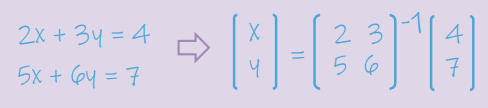 2x + 3y = 4 ⇨ [x] = [2 3]⁻¹ [4]
5x + 6y = 7 [y] [5 6] [7]